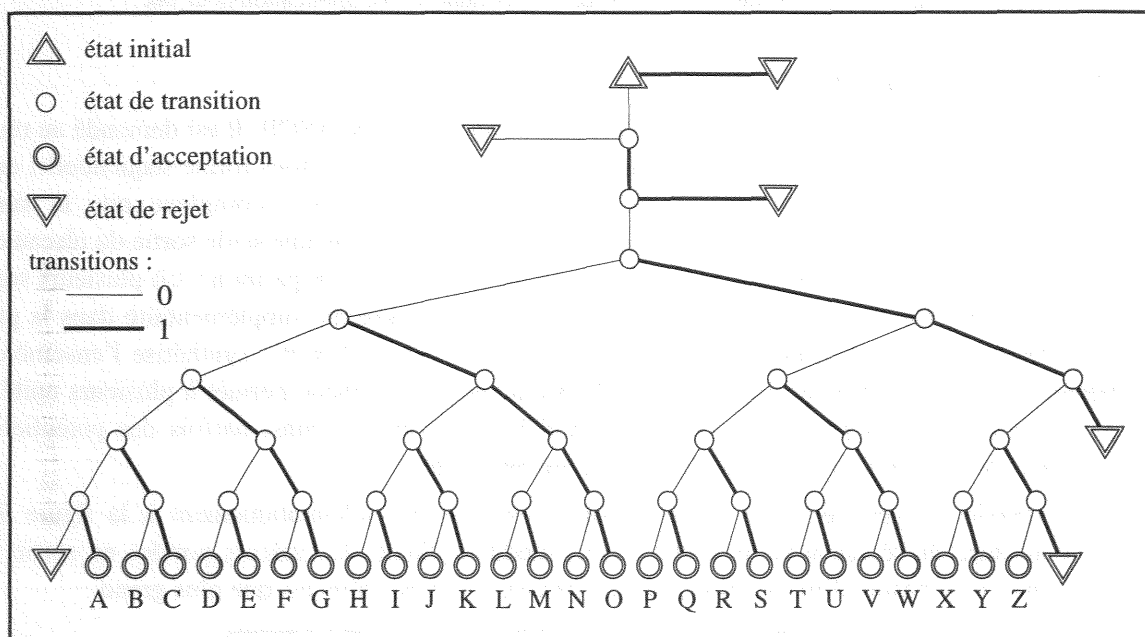 état initial
état de transition
état d'acceptation
état de rejet
transitions :
0
1
A B C D E F G H I J K L M N O P Q R S T U V W X Y Z